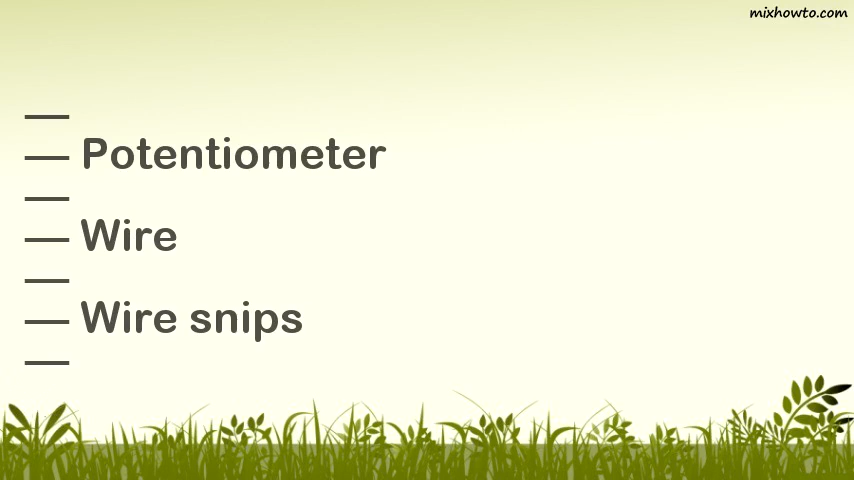 mixhowto.com
—
— Potentiometer
—
— Wire
—
— Wire snips
—